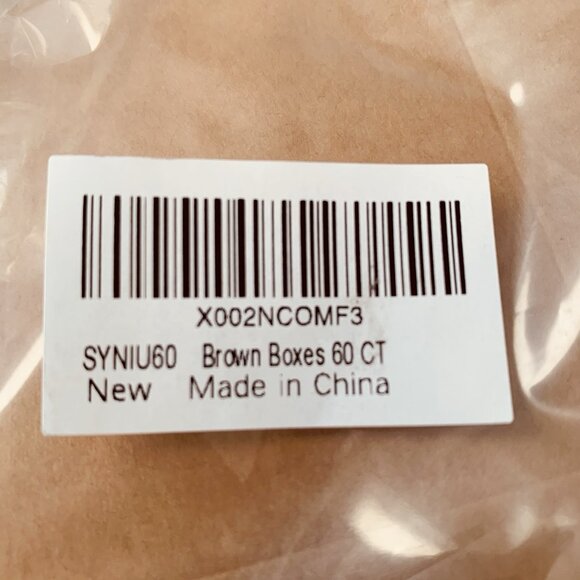 X002NCOMF3
SYNIU60 Brown Boxes 60 CT
New Made in China